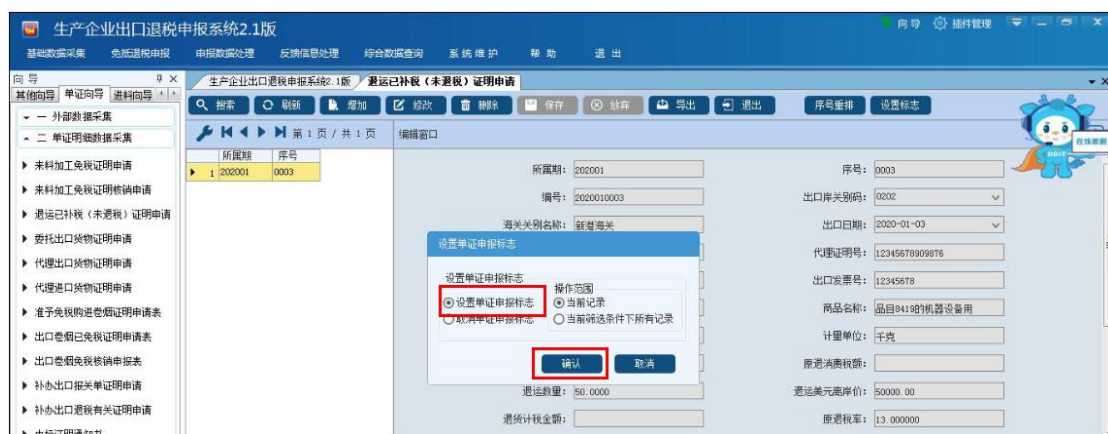 生产企业出口退税申报系统2.1版
向导 插件管理
基础数据采集 免抵退税申报 申报数据处理 反馈信息处理 综合数据查询 系统维护 帮助 退出
向导
生产企业出口退税申报系统2.1版 退运已补税（未退税）证明申请
其他向导 单证向导 进料向导
搜索 刷新 增加 修改 删除 保存 放弃 导出 退出 序号重排 设置标志
一 外部数据采集
二 单证明细数据采集
第 1 页 / 共 1 页 编辑窗口
所属期 序号
1 202001 0003
来料加工免税证明申请
来料加工免税证明核销申请
退运已补税（未退税）证明申请
委托出口货物证明申请
代理出口货物证明申请
代理进口货物证明申请
准予免税购进卷烟证明申请表
出口卷烟已免税证明申请表
出口卷烟免税核销申报表
补办出口报关单证明申请
补办出口退税有关证明申请
中标证明通知书
所属期： 202001 序号： 0003
编号： 2020010003 出口岸关别码： 0202
海关关别名称： 新港海关 出口日期： 2020-01-03
代理证明号： 12345678909876
出口发票号： 12345678
商品名称： 品目8419的机器设备用
计量单位： 千克
原退消费税额：
退运数量： 50.0000 退运美元离岸价： 50000.00
退货计税金额： 原退税率： 13.000000
设置单证申报标志
设置单证申报标志 操作范围
设置单证申报标志 当前记录
取消单证申报标志 当前筛选条件下所有记录
确认 取消
在线客服
DOIT